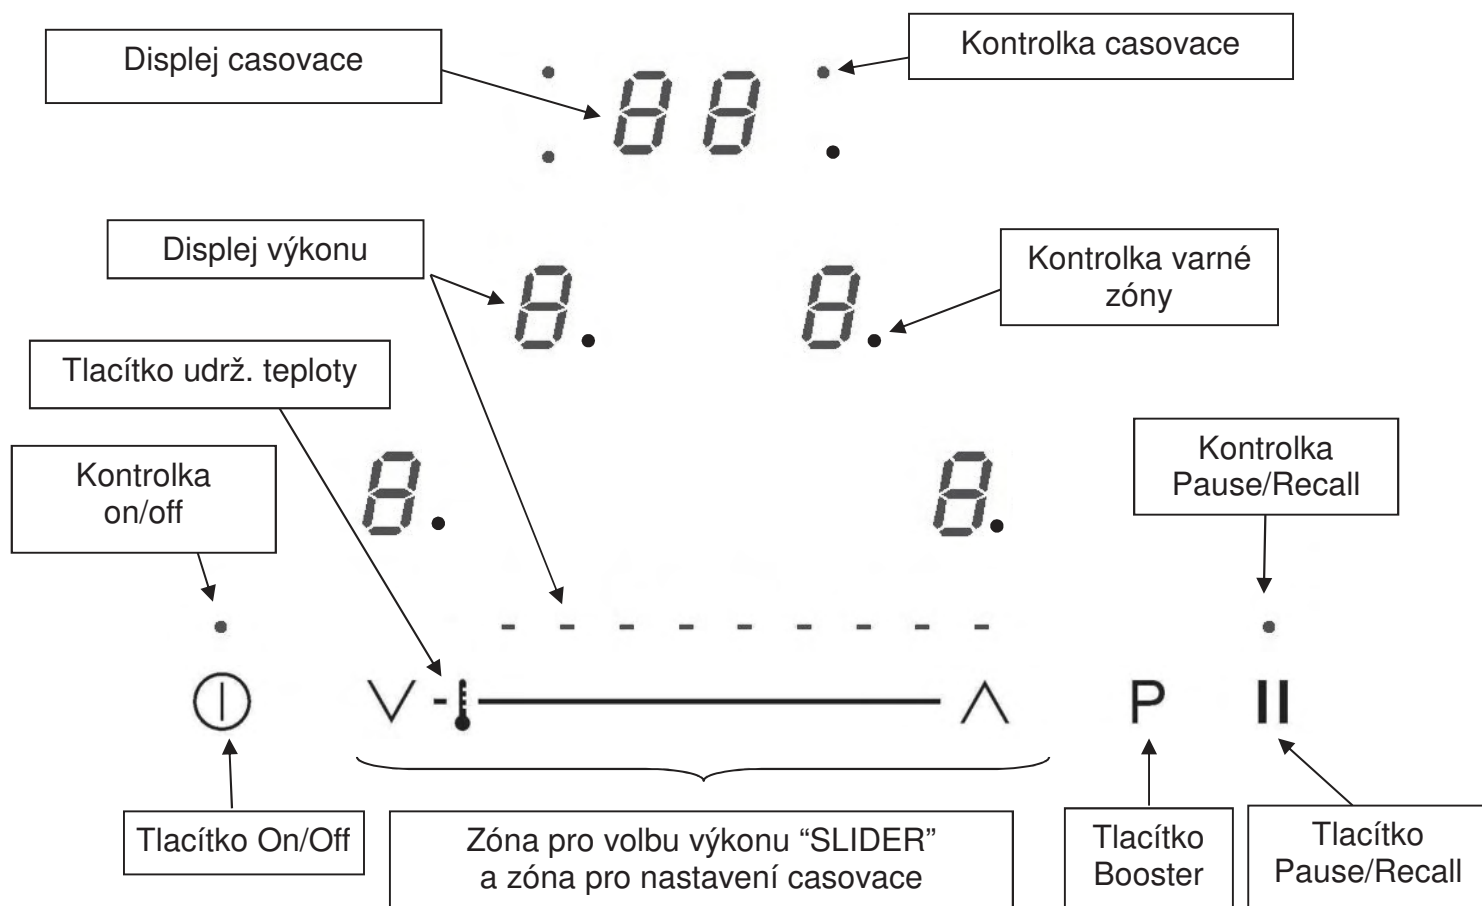 Displej casovace
Kontrolka casovace
Displej výkonu
Kontrolka varné
zóny
Tlacítko udrž. teploty
Kontrolka
on/off
Kontrolka
Pause/Recall
P
Tlacítko On/Off
Zóna pro volbu výkonu “SLIDER”
a zóna pro nastavení casovace
Tlacítko
Booster
Tlacítko
Pause/Recall